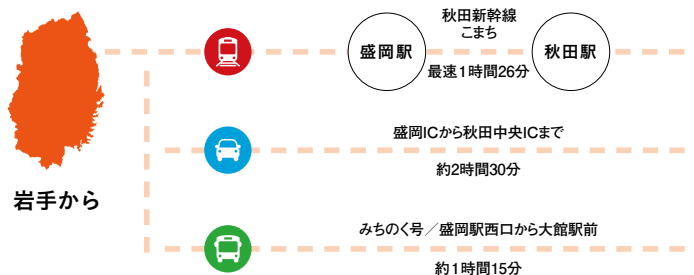 岩手から
秋田新幹線
こまち
盛岡駅
秋田駅
最速1時間26分
盛岡ICから秋田中央ICまで
約2時間30分
みちのく号／盛岡駅西口から大館駅前
約1時間15分